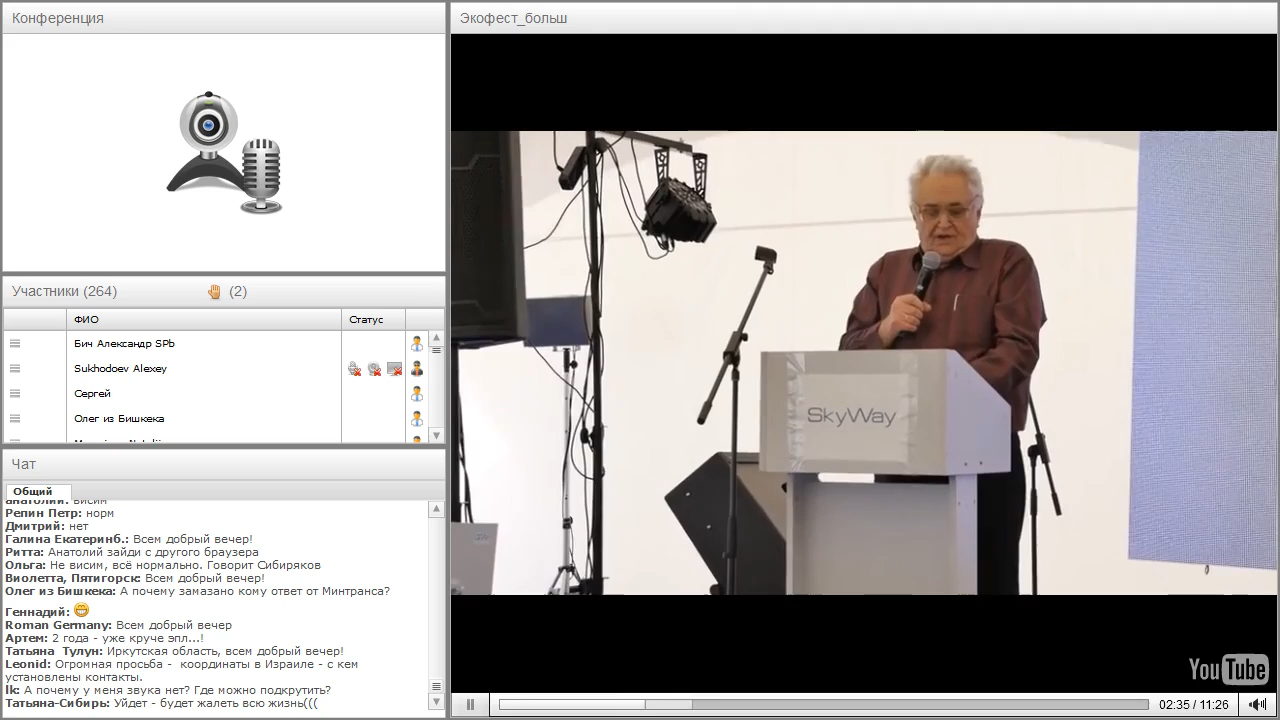 Конференция
Экофест_больш
Участники (264) (2)
ФИО Статус
Бич Александр SPb
Sukhodoev Alexey
Сергей
Олег из Бишкека
Чат
Общий
анатолий: висим
Репин Петр: норм
Дмитрий: нет
Галина Екатеринб.: Всем добрый вечер!
Ритта: Анатолий зайди с другого браузера
Ольга: Не висим, всё нормально. Говорит Сибиряков
Виолетта, Пятигорск: Всем добрый вечер!
Олег из Бишкека: А почему замазано кому ответ от Минтранса?
Геннадий:
Roman Germany: Всем добрый вечер
Артем: 2 года - уже круче эпл...!
Татьяна Тулун: Иркутская область, всем добрый вечер!
Leonid: Огромная просьба - координаты в Израиле - с кем
установлены контакты.
lk: А почему у меня звука нет? Где можно подкрутить?
Татьяна-Сибирь: Уйдет - будет жалеть всю жизнь(((
SkyWay
YouTube
02:35 / 11:26